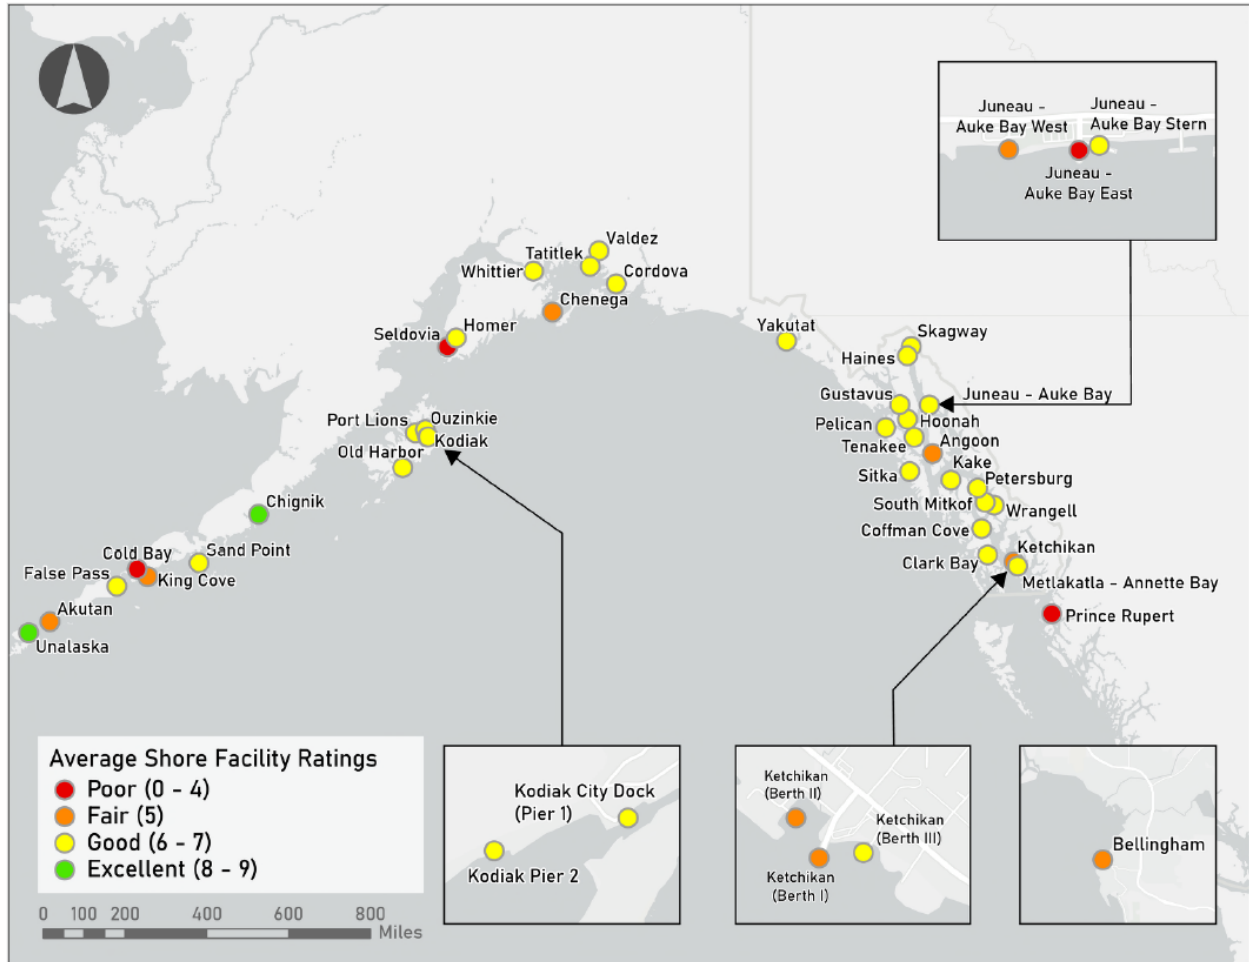 Juneau -
Auke Bay West
Juneau -
Auke Bay Stern
Juneau -
Auke Bay East
Valdez
Tatitlek
Whittier
Cordova
Chenega
Seldovia
Homer
Yakutat
Skagway
Haines
Gustavus
Juneau - Auke Bay
Pelican
Hoonah
Tenakee
Angoon
Port Lions
Ouzinkie
Kodiak
Old Harbor
Sitka
Kake
Petersburg
South Mitkof
Wrangell
Chignik
Coffman Cove
Cold Bay
Sand Point
Ketchikan
Clark Bay
False Pass
King Cove
Metlakatla - Annette Bay
Akutan
Prince Rupert
Unalaska
Average Shore Facility Ratings
Poor (0 - 4)
Fair (5)
Good (6 - 7)
Excellent (8 - 9)
0 100 200 400 600 800
Miles
Kodiak City Dock
(Pier 1)
Kodiak Pier 2
Ketchikan
(Berth II)
Ketchikan
(Berth III)
Ketchikan
(Berth I)
Bellingham